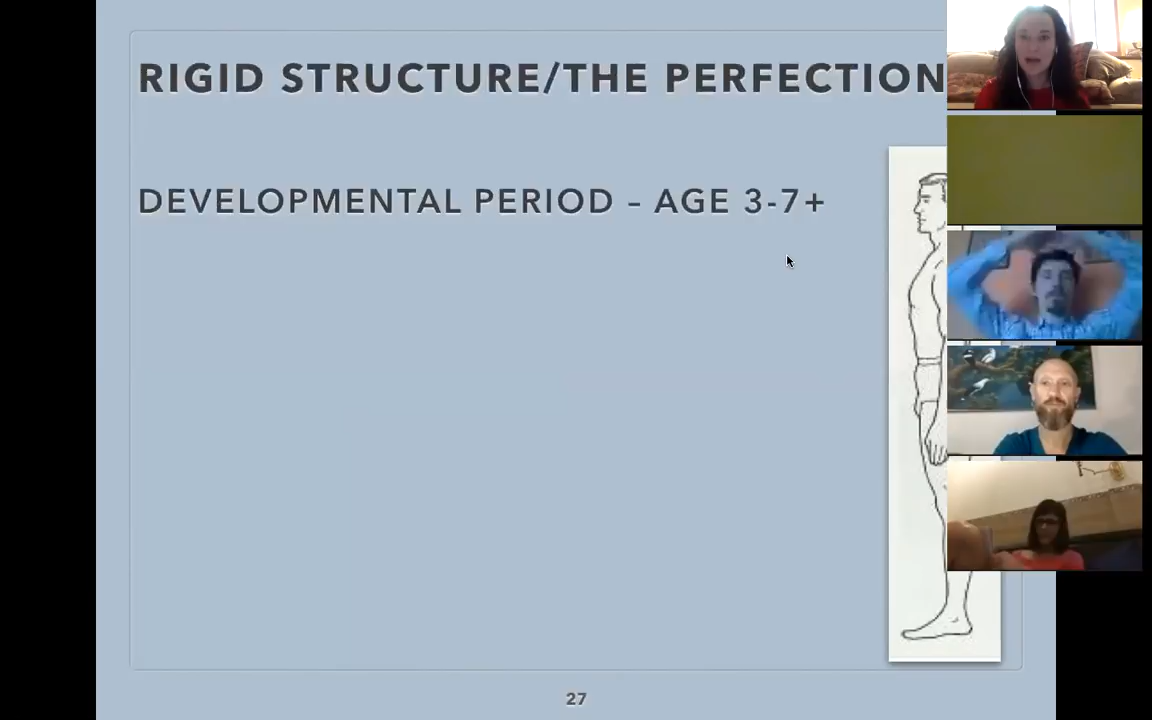 RIGID STRUCTURE/THE PERFECTION
DEVELOPMENTAL PERIOD – AGE 3-7+
27